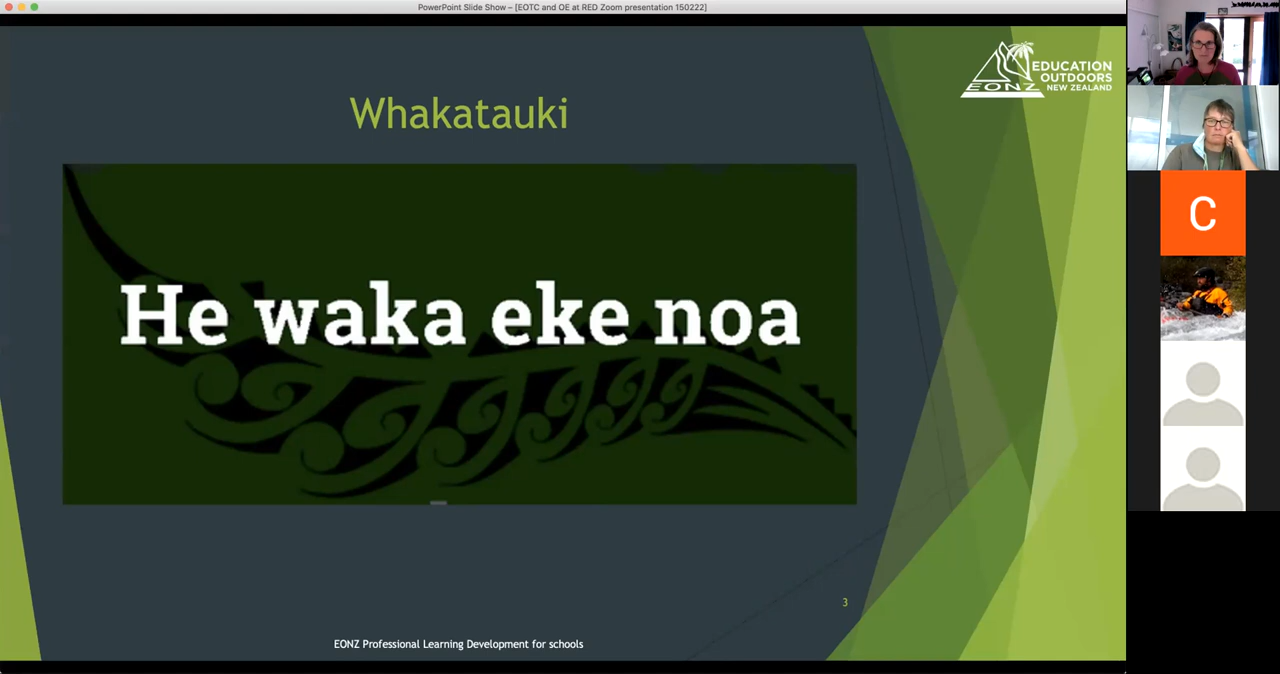 PowerPoint Slide Show – [EOTC and OE at RED Zoom presentation 150222]
EDUCATION
OUTDOORS
NEW ZEALAND
EONZ
Whakatauki
He waka eke noa
C
3
EONZ Professional Learning Development for schools